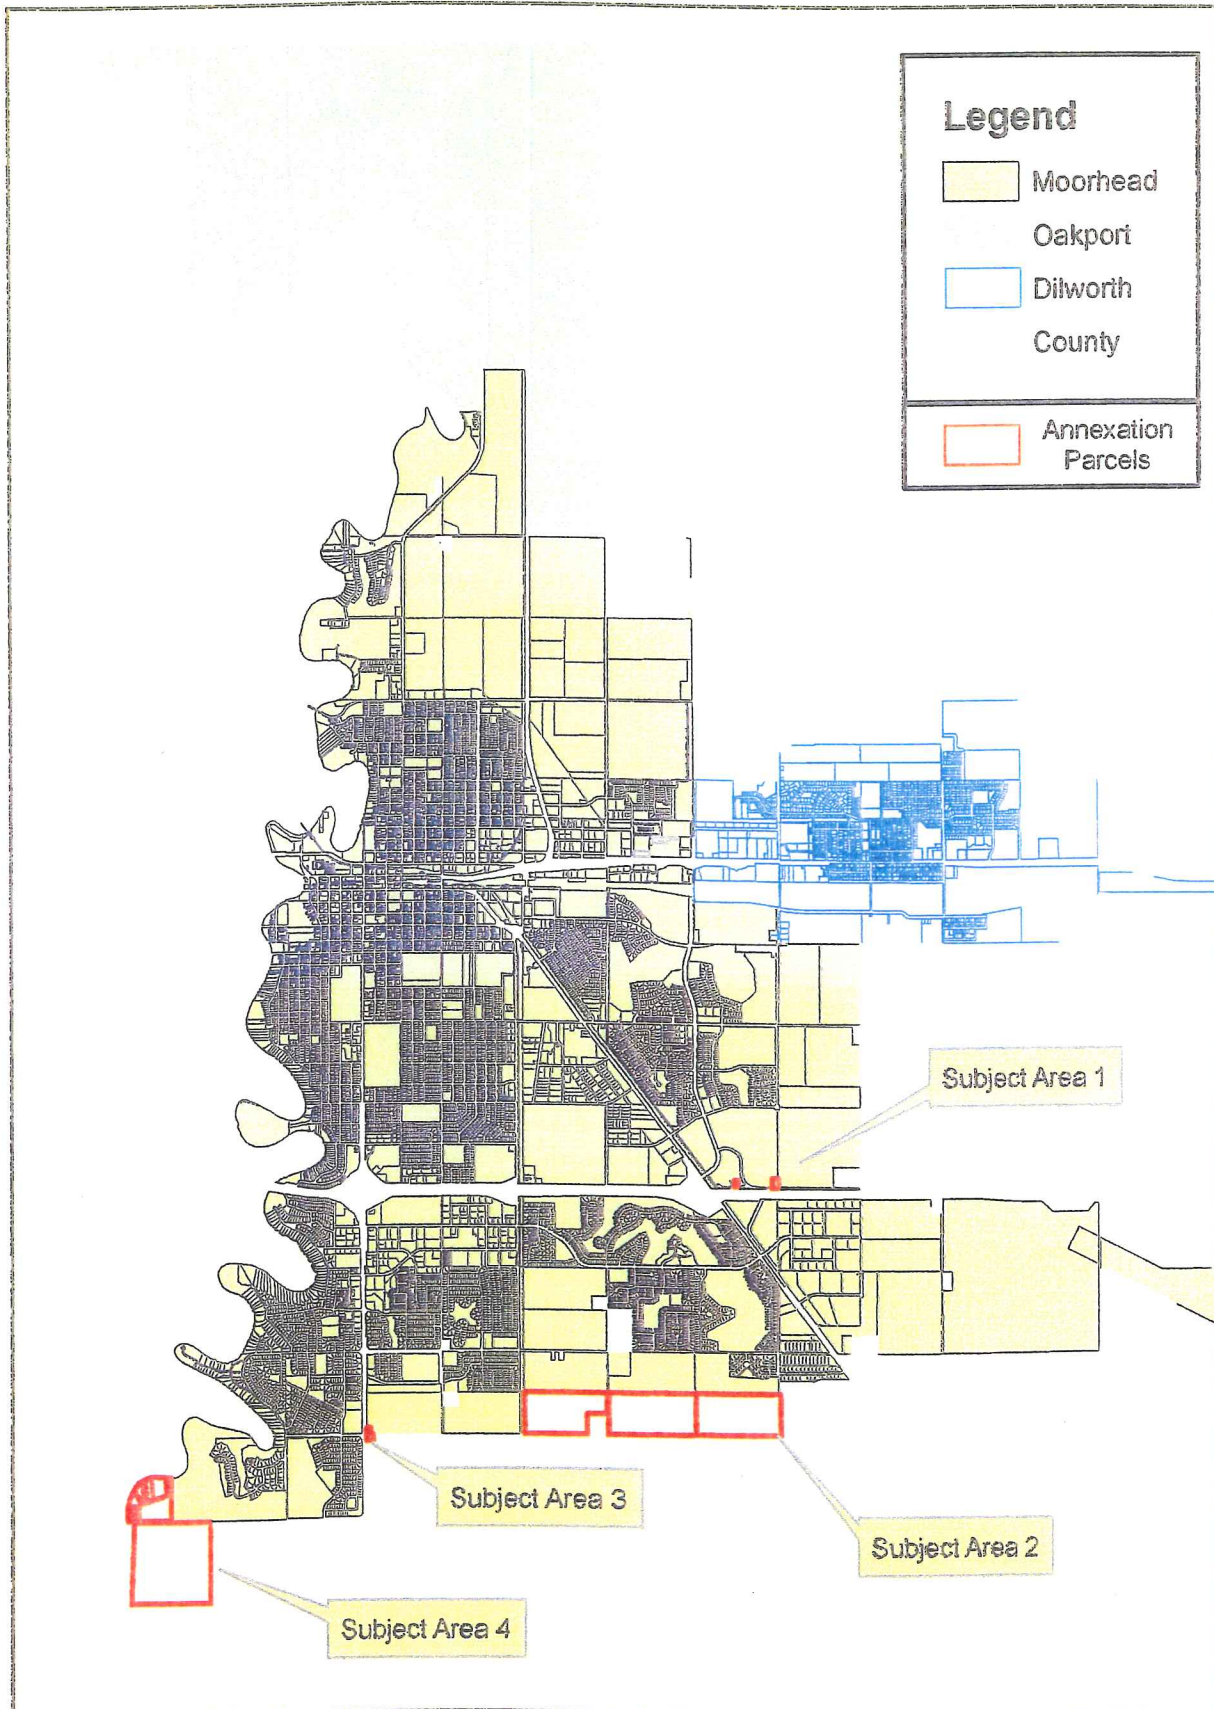 Legend
Moorhead
Oakport
Dilworth
County
Annexation
Parcels
Subject Area 1
Subject Area 3
Subject Area 2
Subject Area 4